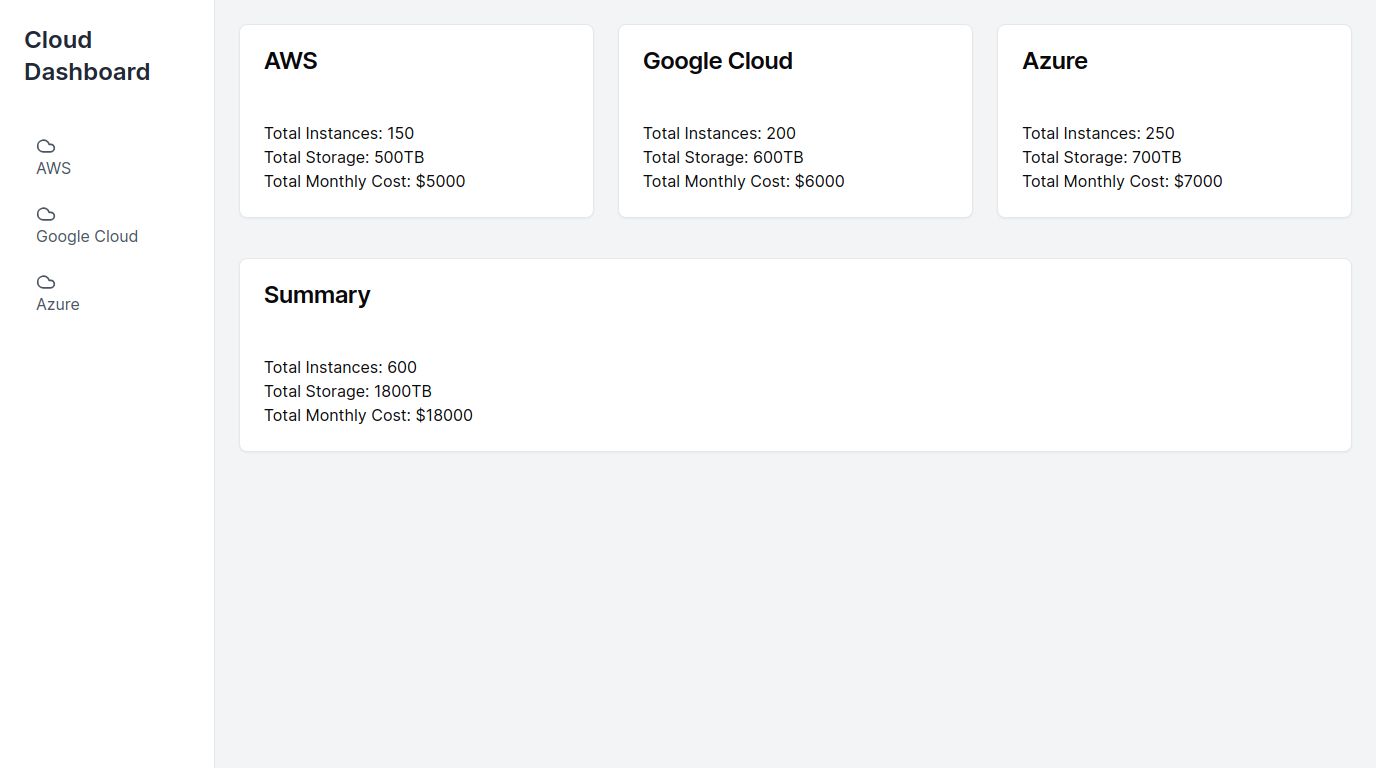 Cloud
Dashboard
AWS
Google Cloud
Azure
AWS
Total Instances: 150
Total Storage: 500TB
Total Monthly Cost: $5000
Google Cloud
Total Instances: 200
Total Storage: 600TB
Total Monthly Cost: $6000
Azure
Total Instances: 250
Total Storage: 700TB
Total Monthly Cost: $7000
Summary
Total Instances: 600
Total Storage: 1800TB
Total Monthly Cost: $18000